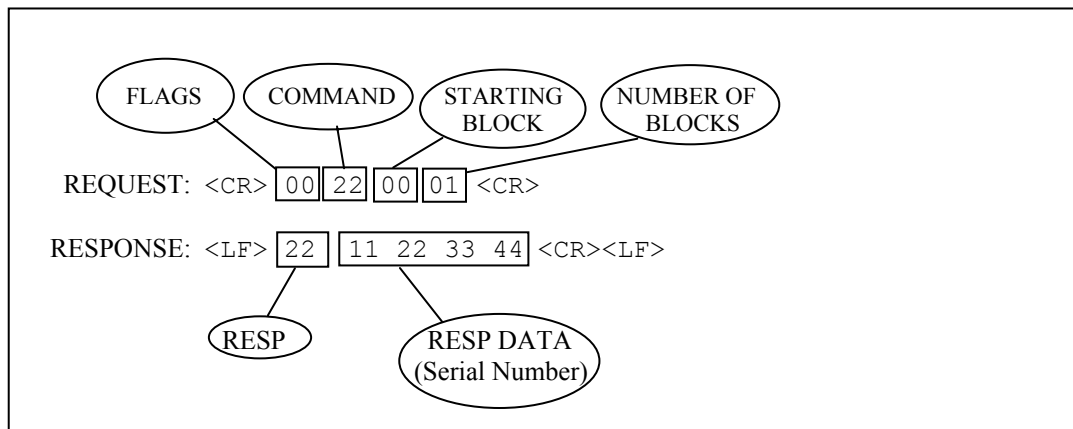 FLAGS COMMAND STARTING BLOCK NUMBER OF BLOCKS
REQUEST: <CR> 00 22 00 01 <CR>
RESPONSE: <LF> 22 11 22 33 44 <CR><LF>
RESP RESP DATA
(Serial Number)